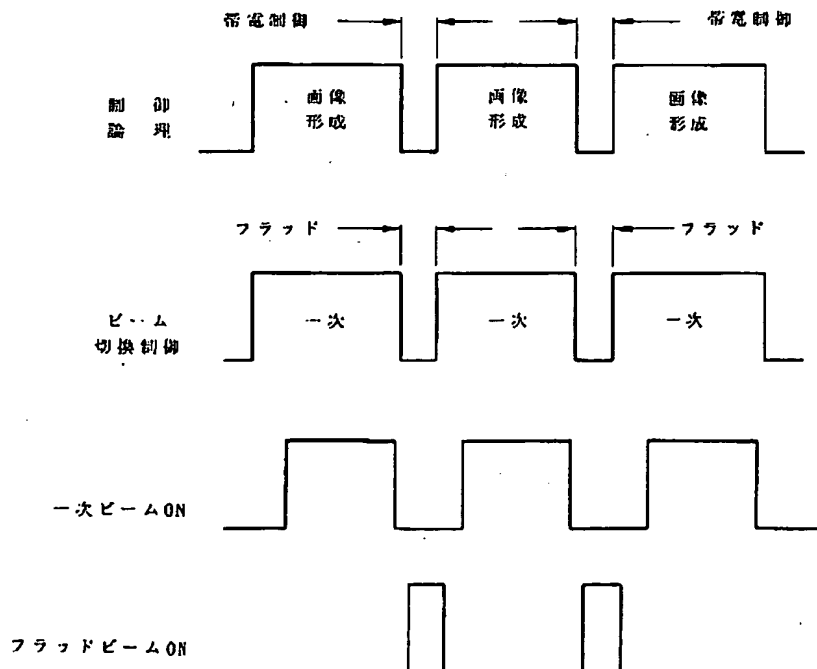 帯電制御 帯電制御
制御 画像 画像 画像
論理 形成 形成 形成
フラッド フラッド
ビーム 一次 一次 一次
切換制御
一次ビームON
フラッドビームON